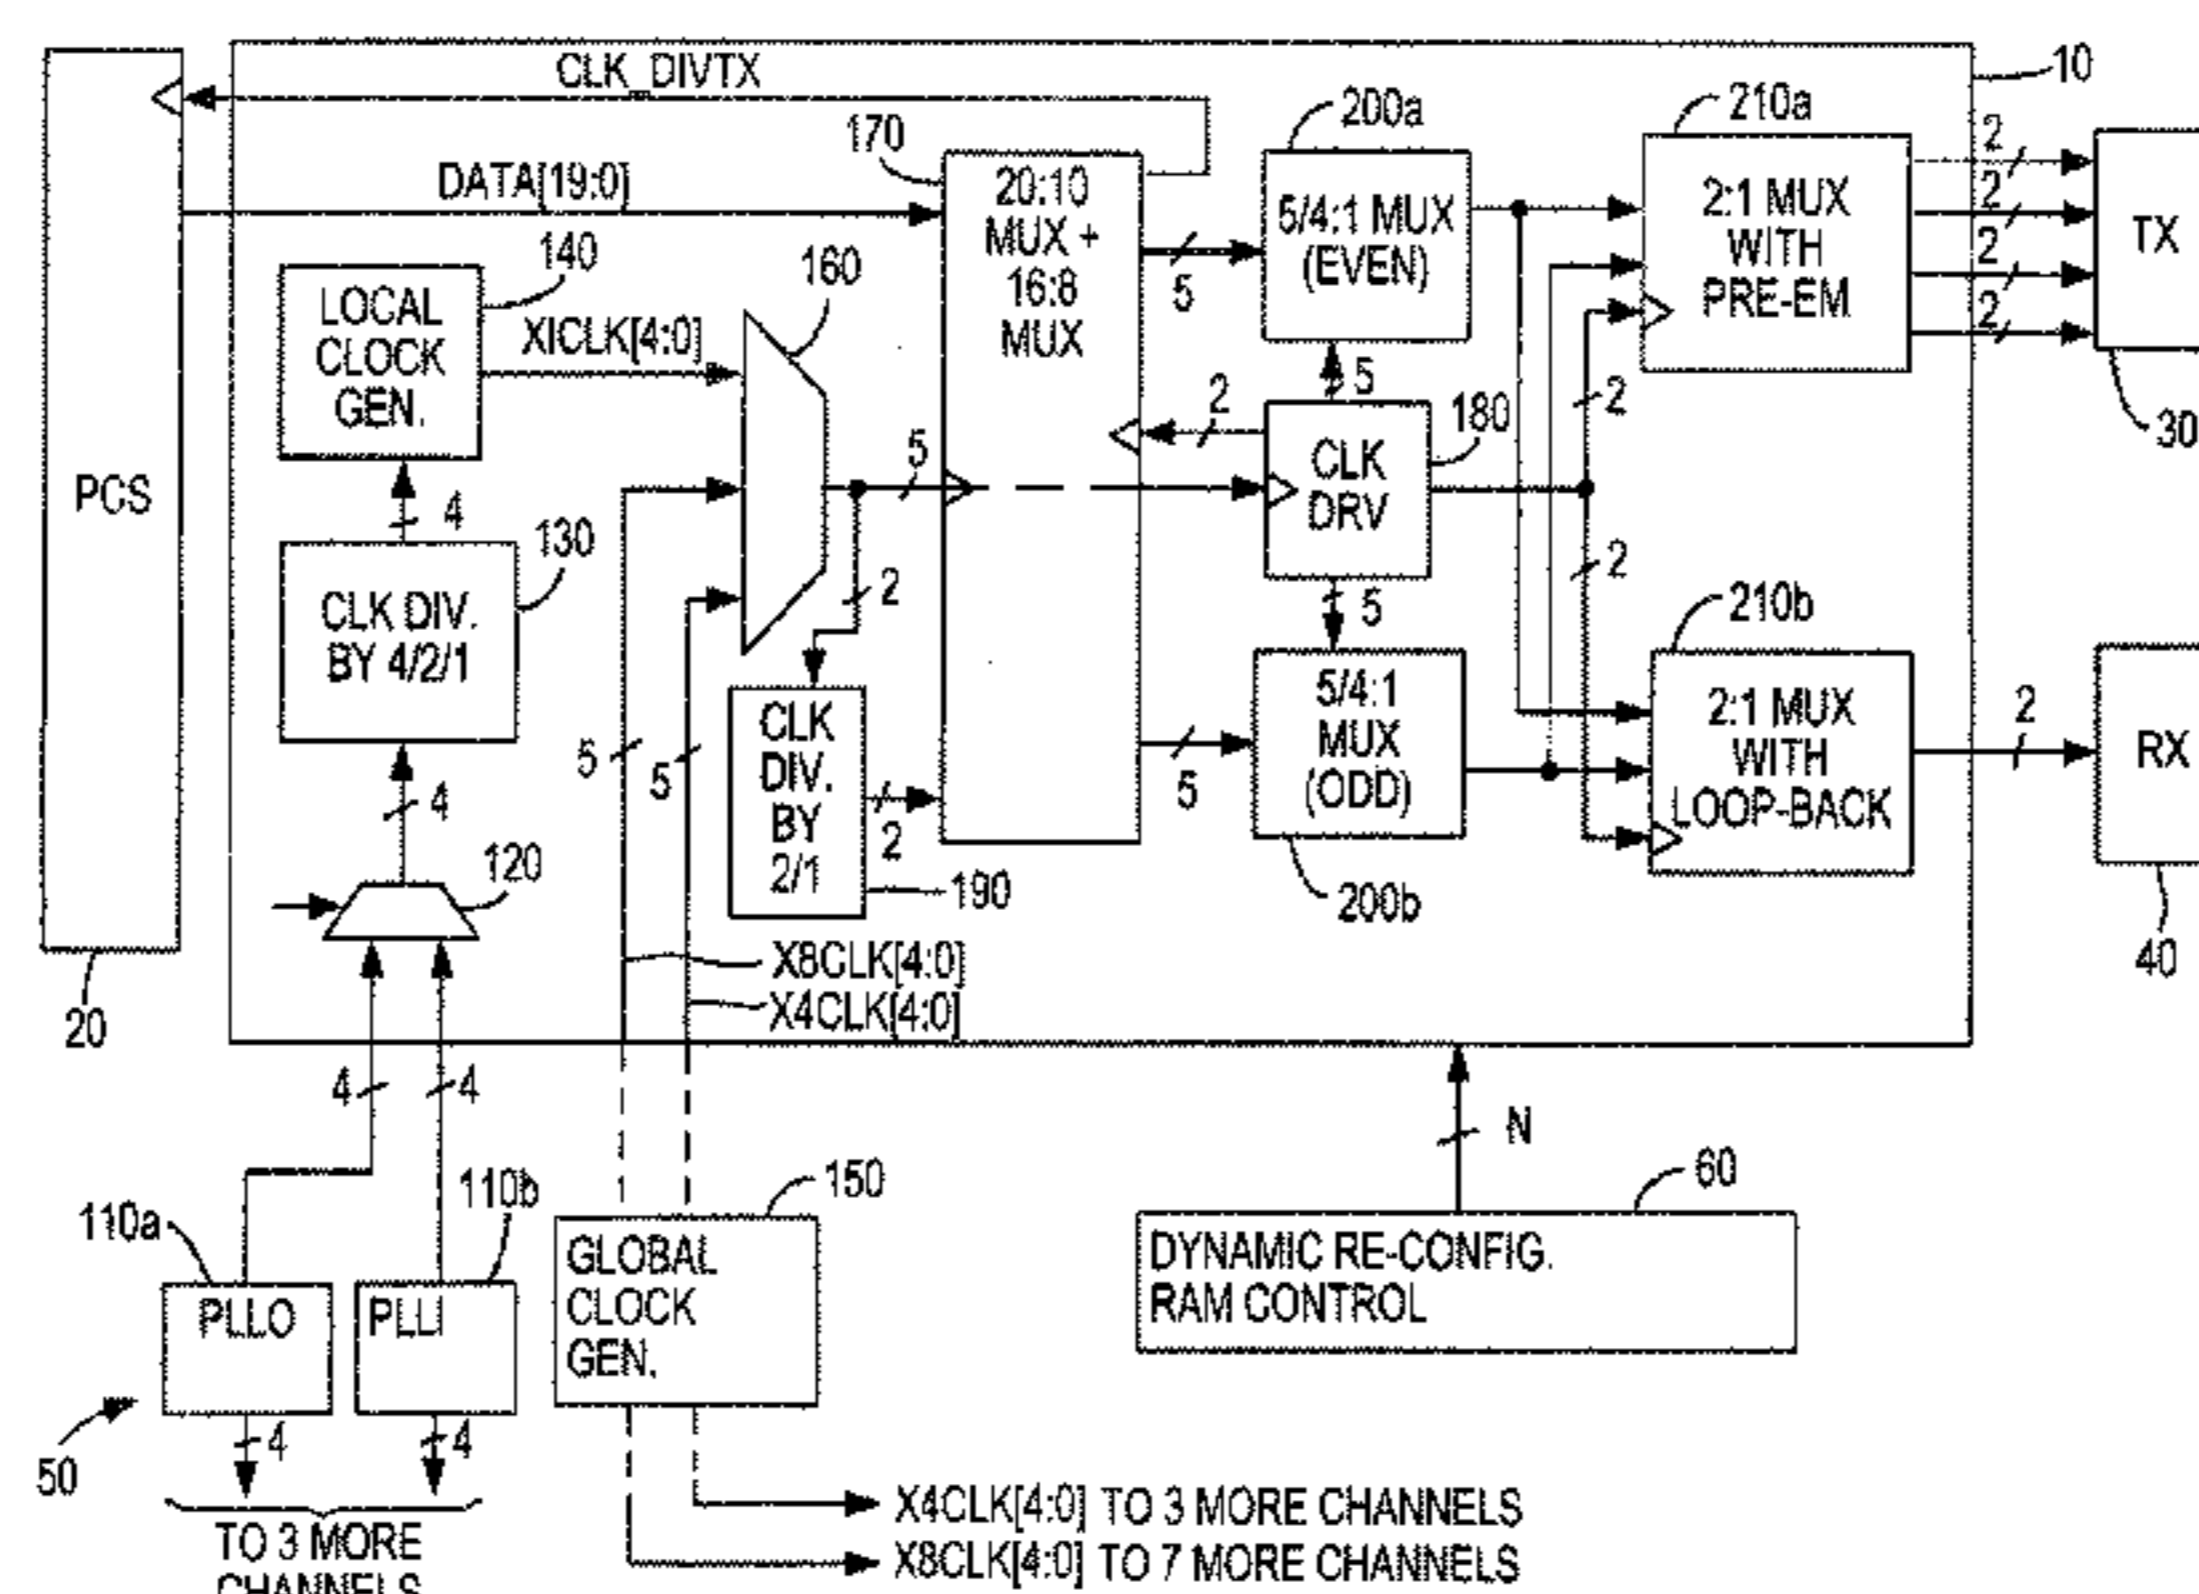 CLK_DIVTX
10
200a
210a
170
2
DATA[19:0]
20:10
MUX +
16:8
MUX
5/4:1 MUX
(EVEN)
2:1 MUX
WITH
PRE-EM
2
2
2
TX
140
160
LOCAL
CLOCK
GEN.
XICLK[4:0]
5
5
2
180
2
30
PCS
4
5
CLK
DRV
130
2
2
5
210b
CLK DIV.
BY 4/2/1
5/4:1
MUX
(ODD)
2:1 MUX
WITH
LOOP-BACK
2
RX
CLK
DIV.
BY
2/1
5
5
5
4
2
120
190
200b
40
X8CLK[4:0]
X4CLK[4:0]
20
4
4
N
110a
110b
150
60
PLLO
PLLI
GLOBAL
CLOCK
GEN.
DYNAMIC RE-CONFIG.
RAM CONTROL
50
4
4
X4CLK[4:0] TO 3 MORE CHANNELS
X8CLK[4:0] TO 7 MORE CHANNELS
TO 3 MORE
CHANNELS